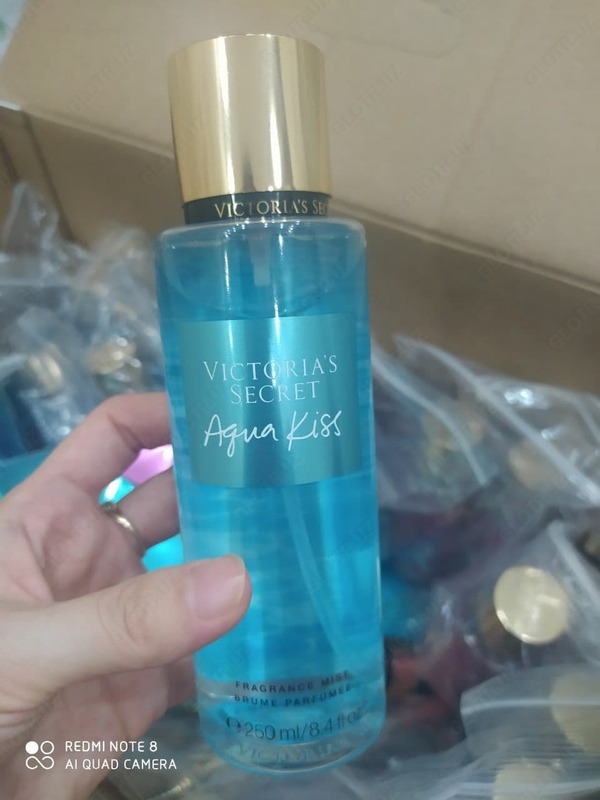 VICTORIA'S SEC
VICTORIA'S
SECRET
Aqua Kiss
FRAGRANCE MIST
BRUME PARFUMÉE
e 250 ml/8.4 fl oz
REDMI NOTE 8
AI QUAD CAMERA